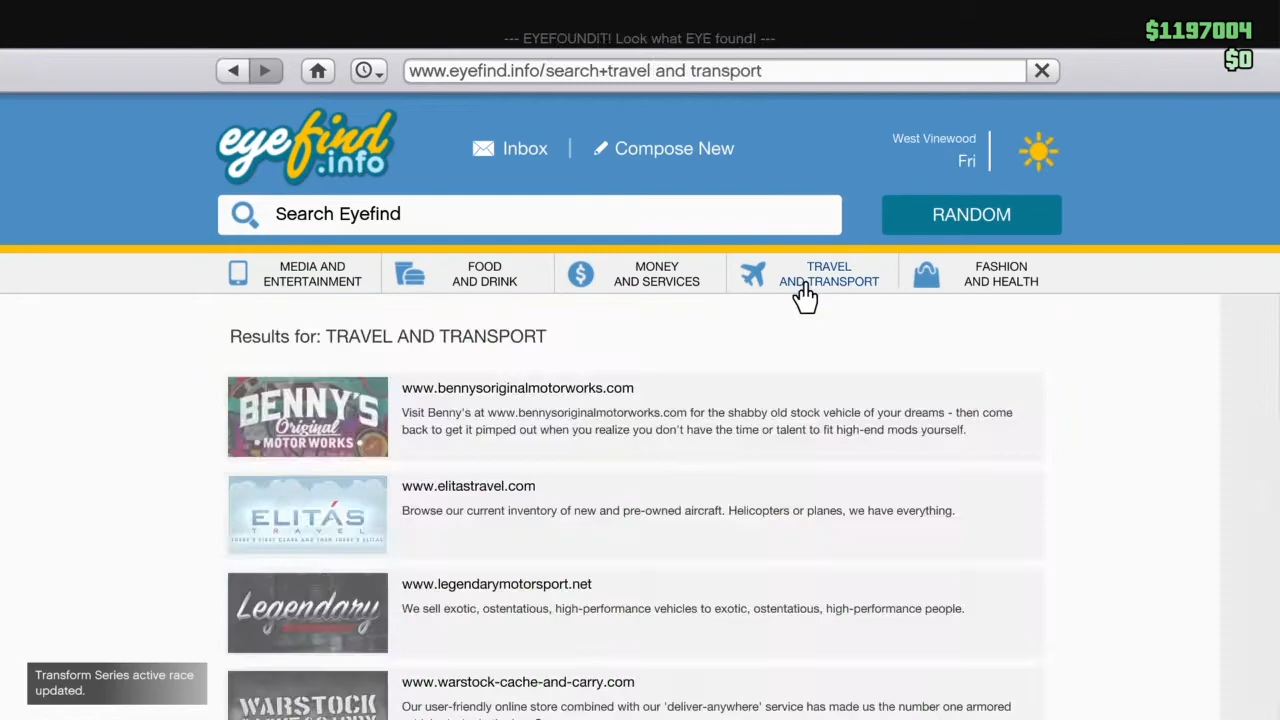 $1197004
--- EYEFOUNDIT! Look what EYE found! ---
$0
www.eyefind.info/search+travel and transport
eyefind
.info
Inbox
Compose New
West Vinewood
Fri
Search Eyefind
RANDOM
MEDIA AND
ENTERTAINMENT
FOOD
AND DRINK
MONEY
AND SERVICES
TRAVEL
AND TRANSPORT
FASHION
AND HEALTH
Results for: TRAVEL AND TRANSPORT
BENNY'S
Original
MOTOR WORKS
www.bennysoriginalmotorworks.com
Visit Benny's at www.bennysoriginalmotorworks.com for the shabby old stock vehicle of your dreams - then come
back to get it pimped out when you realize you don't have the time or talent to fit high-end mods yourself.
ELITÁS
TRAVEL
THERE'S FIRST CLASS AND THEN THERE'S ELITAS
www.elitastravel.com
Browse our current inventory of new and pre-owned aircraft. Helicopters or planes, we have everything.
Legendary
www.legendarymotorsport.net
We sell exotic, ostentatious, high-performance vehicles to exotic, ostentatious, high-performance people.
Transform Series active race
updated.
WARSTOCK
www.warstock-cache-and-carry.com
Our user-friendly online store combined with our 'deliver-anywhere' service has made us the number one armored